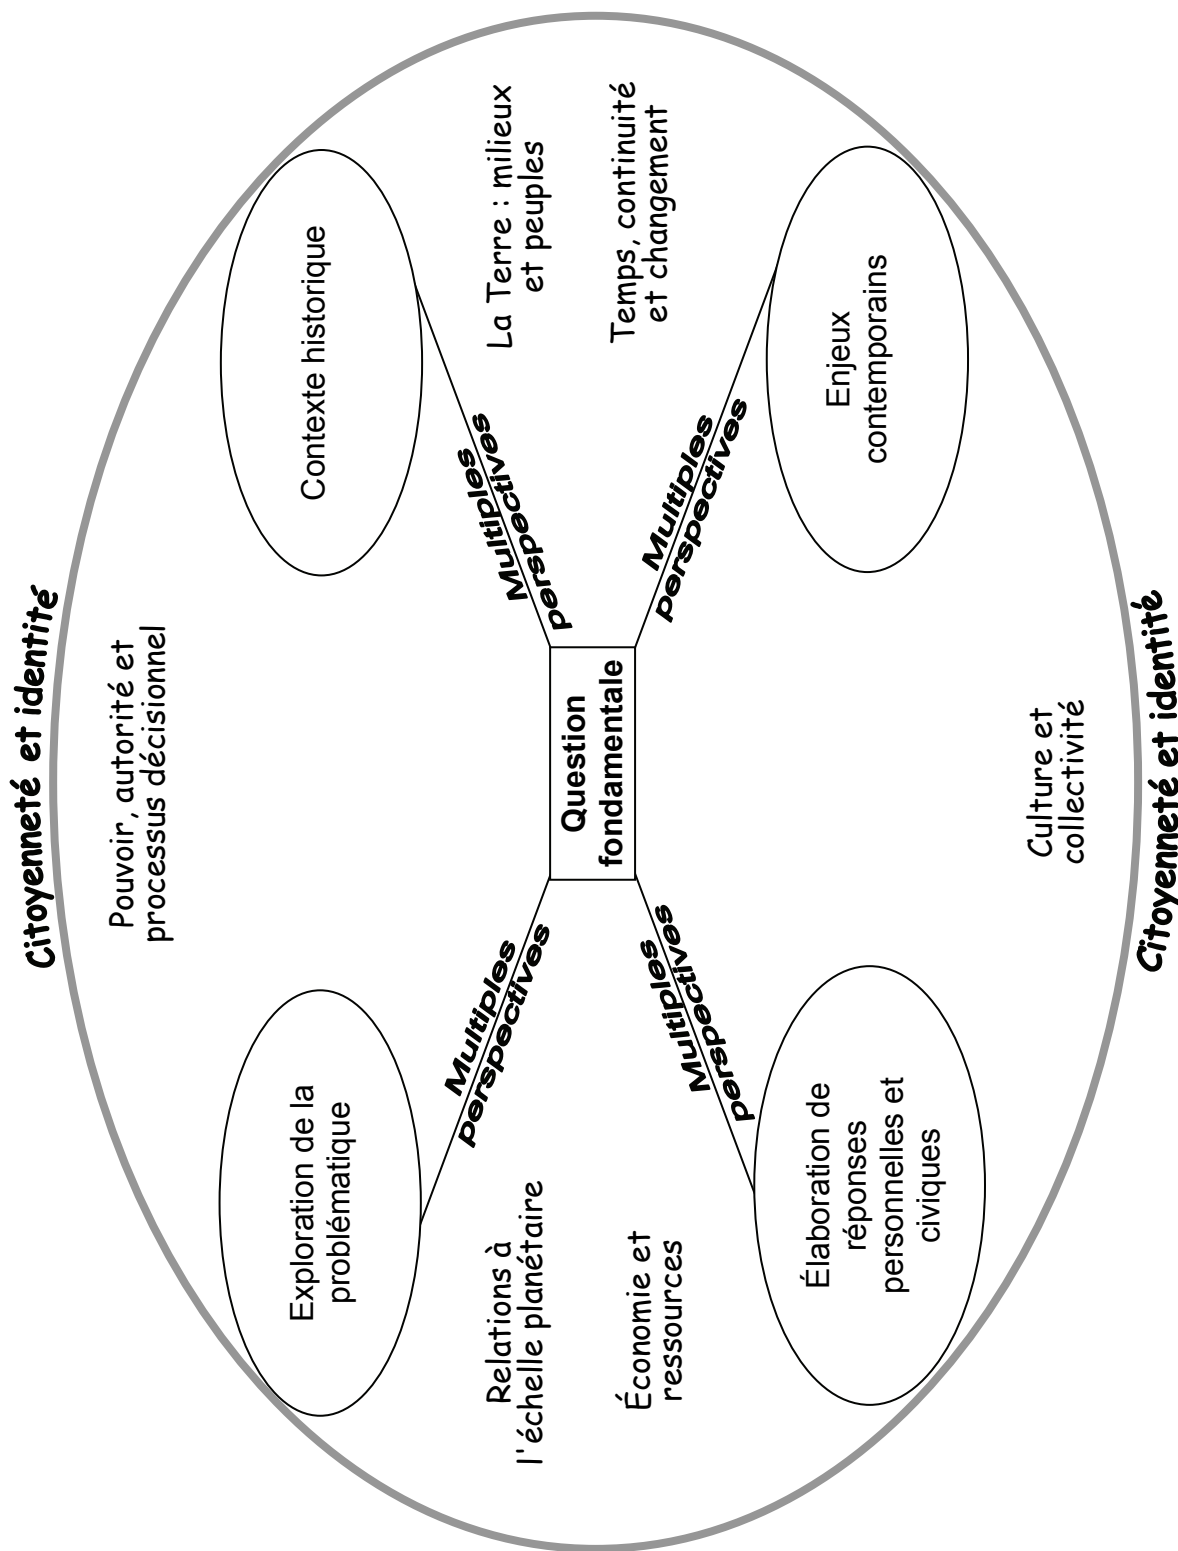 Citoyenneté et identité
Pouvoir, autorité et
processus décisionnel
Exploration de la
problématique
Contexte historique
Multiples
perspectives
Multiples
perspectives
Relations à
l'échelle planétaire
La Terre : milieux
et peuples
Question
fondamentale
Économie et
ressources
Temps, continuité
et changement
Multiples
perspectives
Multiples
perspectives
Élaboration de
réponses
personnelles et
civiques
Enjeux
contemporains
Culture et
collectivité
Citoyenneté et identité